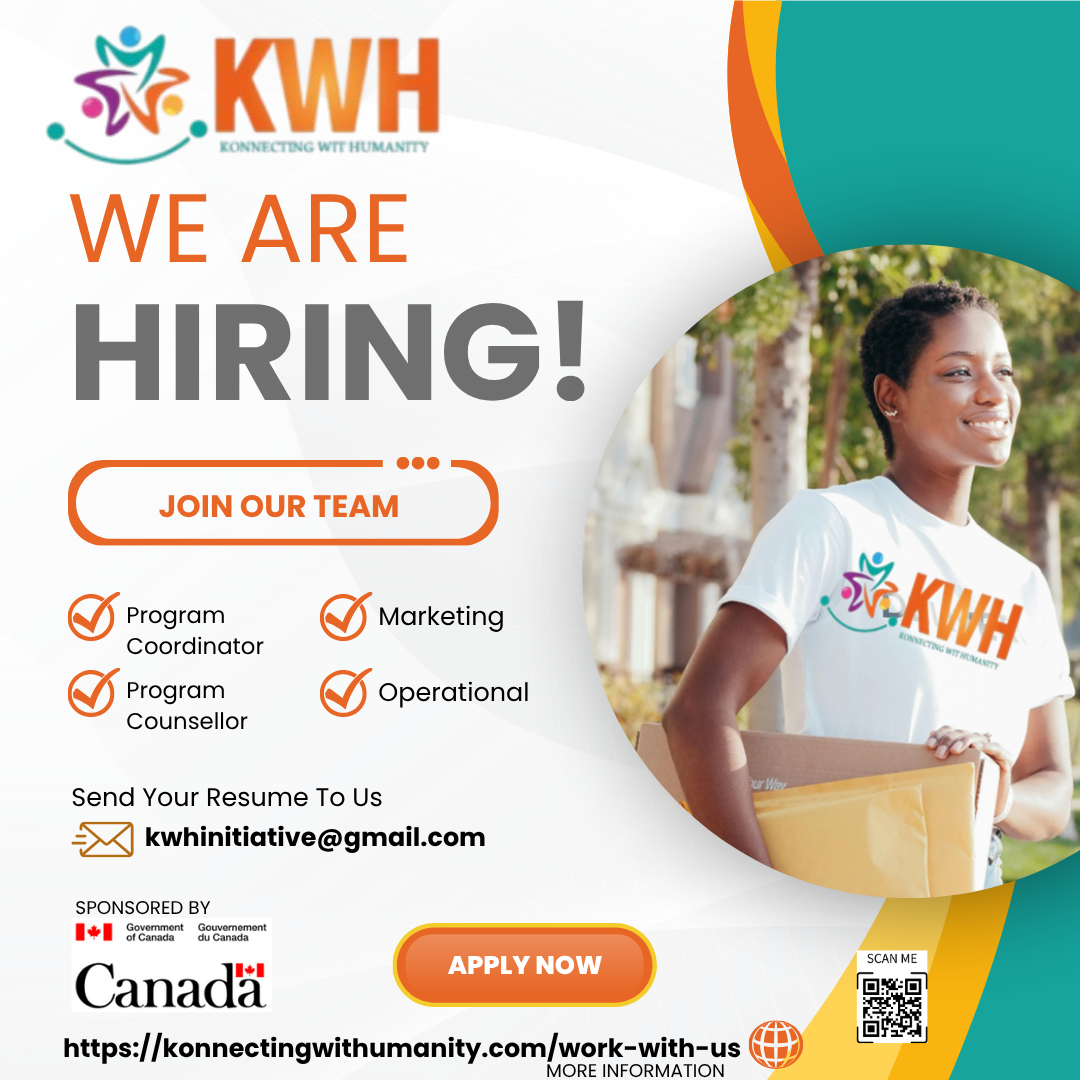 KWH
KONNECTING WIT HUMANITY
WE ARE
HIRING!
JOIN OUR TEAM
Program
Coordinator
Marketing
Program
Counsellor
Operational
KWH
KONNECTING WIT HUMANITY
our Way
Send Your Resume To Us
kwhinitiative@gmail.com
SPONSORED BY
Government
of Canada
Gouvernement
du Canada
Canada
APPLY NOW
SCAN ME
https://konnectingwithumanity.com/work-with-us
MORE INFORMATION